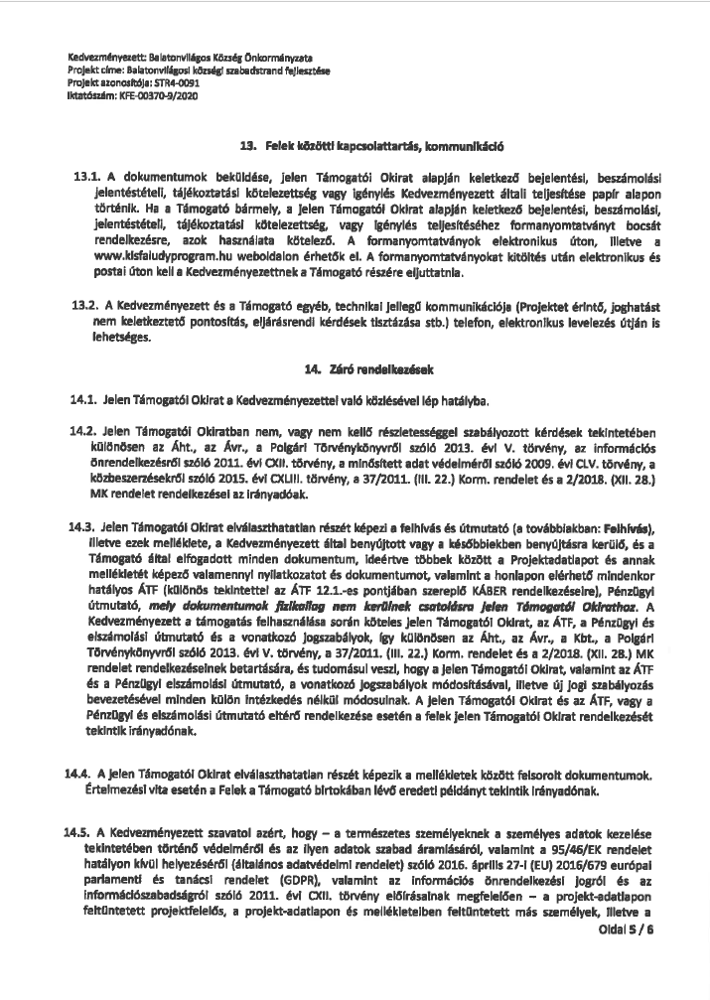 Kedvezményezett: Balatonvilágos Község Önkormányzata
Projekt címe: Balatonvilágosi községi szabadstrand fejlesztése
Projekt azonosítója: STR4-0091
Iktatószám: KFE-00370-9/2020
13. Felek közötti kapcsolattartás, kommunikáció
13.1. A dokumentumok beküldése, jelen Támogatói Okirat alapján keletkező bejelentési, beszámolási
jelentéstételi, tájékoztatási kötelezettség vagy igénylés Kedvezményezett általi teljesítése papír alapon
történik. Ha a Támogató bármely, a jelen Támogatói Okirat alapján keletkező bejelentési, beszámolási,
jelentéstételi, tájékoztatási kötelezettség, vagy igénylés teljesítéséhez formanyomtatványt bocsát
rendelkezésre, azok használata kötelező. A formanyomtatványok elektronikus úton, illetve a
www.kisfaludyprogram.hu weboldalon érhetők el. A formanyomtatványokat kitöltés után elektronikus és
postai úton kell a Kedvezményezettnek a Támogató részére eljuttatnia.
13.2. A Kedvezményezett és a Támogató egyéb, technikai jellegű kommunikációja (Projektet érintő, joghatást
nem keletkeztető pontosítás, eljárásrendi kérdések tisztázása stb.) telefon, elektronikus levelezés útján is
lehetséges.
14. Záró rendelkezések
14.1. Jelen Támogatói Okirat a Kedvezményezettel való közlésével lép hatályba.
14.2. Jelen Támogatói Okiratban nem, vagy nem kellő részletességgel szabályozott kérdések tekintetében
különösen az Áht., az Ávr., a Polgári Törvénykönyvről szóló 2013. évi V. törvény, az információs
önrendelkezésről szóló 2011. évi CXII. törvény, a minősített adat védelméről szóló 2009. évi CLV. törvény, a
közbeszerzésekről szóló 2015. évi CXLIII. törvény, a 37/2011. (III. 22.) Korm. rendelet és a 2/2018. (XII. 28.)
MK rendelet rendelkezései az irányadóak.
14.3. Jelen Támogatói Okirat elválaszthatatlan részét képezi a felhívás és útmutató (a továbbiakban: Felhívás),
illetve ezek melléklete, a Kedvezményezett által benyújtott vagy a későbbiekben benyújtásra kerülő, és a
Támogató által elfogadott minden dokumentum, ideértve többek között a Projektadatlapot és annak
mellékletét képező valamennyi nyilatkozatot és dokumentumot, valamint a honlapon elérhető mindenkor
hatályos ÁTF (különös tekintettel az ÁTF 12.1.-es pontjában szereplő KÁBER rendelkezéseire), Pénzügyi
útmutató, mely dokumentumok fizikailag nem kerülnek csatolásra jelen Támogatói Okirathoz. A
Kedvezményezett a támogatás felhasználása során köteles jelen Támogatói Okirat, az ÁTF, a Pénzügyi és
elszámolási útmutató és a vonatkozó jogszabályok, így különösen az Áht., az Ávr., a Kbt., a Polgári
Törvénykönyvről szóló 2013. évi V. törvény, a 37/2011. (III. 22.) Korm. rendelet és a 2/2018. (XII. 28.) MK
rendelet rendelkezéseinek betartására, és tudomásul veszi, hogy a jelen Támogatói Okirat, valamint az ÁTF
és a Pénzügyi elszámolási útmutató, a vonatkozó jogszabályok módosításával, illetve új jogi szabályozás
bevezetésével minden külön intézkedés nélkül módosulnak. A jelen Támogatói Okirat és az ÁTF, vagy a
Pénzügyi és elszámolási útmutató eltérő rendelkezése esetén a felek jelen Támogatói Okirat rendelkezését
tekintik irányadónak.
14.4. A jelen Támogatói Okirat elválaszthatatlan részét képezik a mellékletek között felsorolt dokumentumok.
Értelmezési vita esetén a Felek a Támogató birtokában lévő eredeti példányt tekintik irányadónak.
14.5. A Kedvezményezett szavatol azért, hogy – a természetes személyeknek a személyes adatok kezelése
tekintetében történő védelméről és az ilyen adatok szabad áramlásáról, valamint a 95/46/EK rendelet
hatályon kívül helyezéséről (általános adatvédelmi rendelet) szóló 2016. április 27-i (EU) 2016/679 európai
parlamenti és tanácsi rendelet (GDPR), valamint az információs önrendelkezési jogról és az
információszabadságról szóló 2011. évi CXII. törvény előírásainak megfelelően – a projekt-adatlapon
feltüntetett projektfelelős, a projekt-adatlapon és mellékleteiben feltüntetett más személyek, illetve a
Oldal 5 / 6